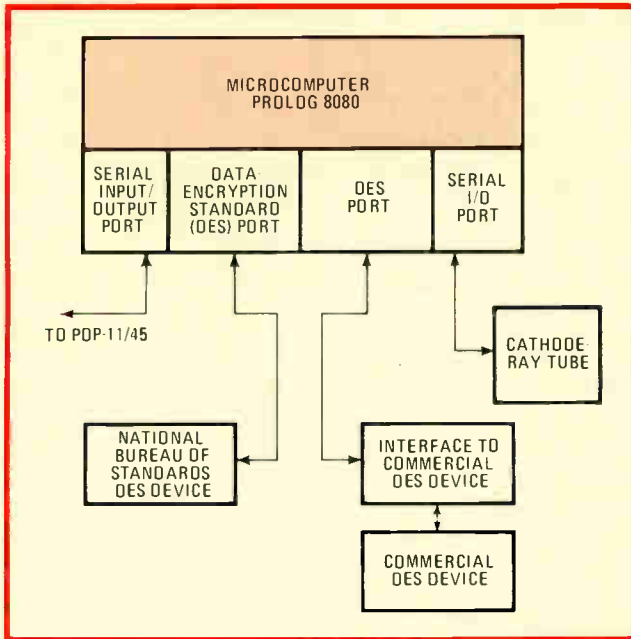 MICROCOMPUTER
PROLOG 8080
SERIAL
INPUT/
OUTPUT
PORT
DATA-
ENCRYPTION
STANDARD
(DES) PORT
DES
PORT
SERIAL
I/O
PORT
TO PDP-11/45
CATHODE-
RAY TUBE
NATIONAL
BUREAU OF
STANDARDS
DES DEVICE
INTERFACE TO
COMMERCIAL
DES DEVICE
COMMERCIAL
DES DEVICE